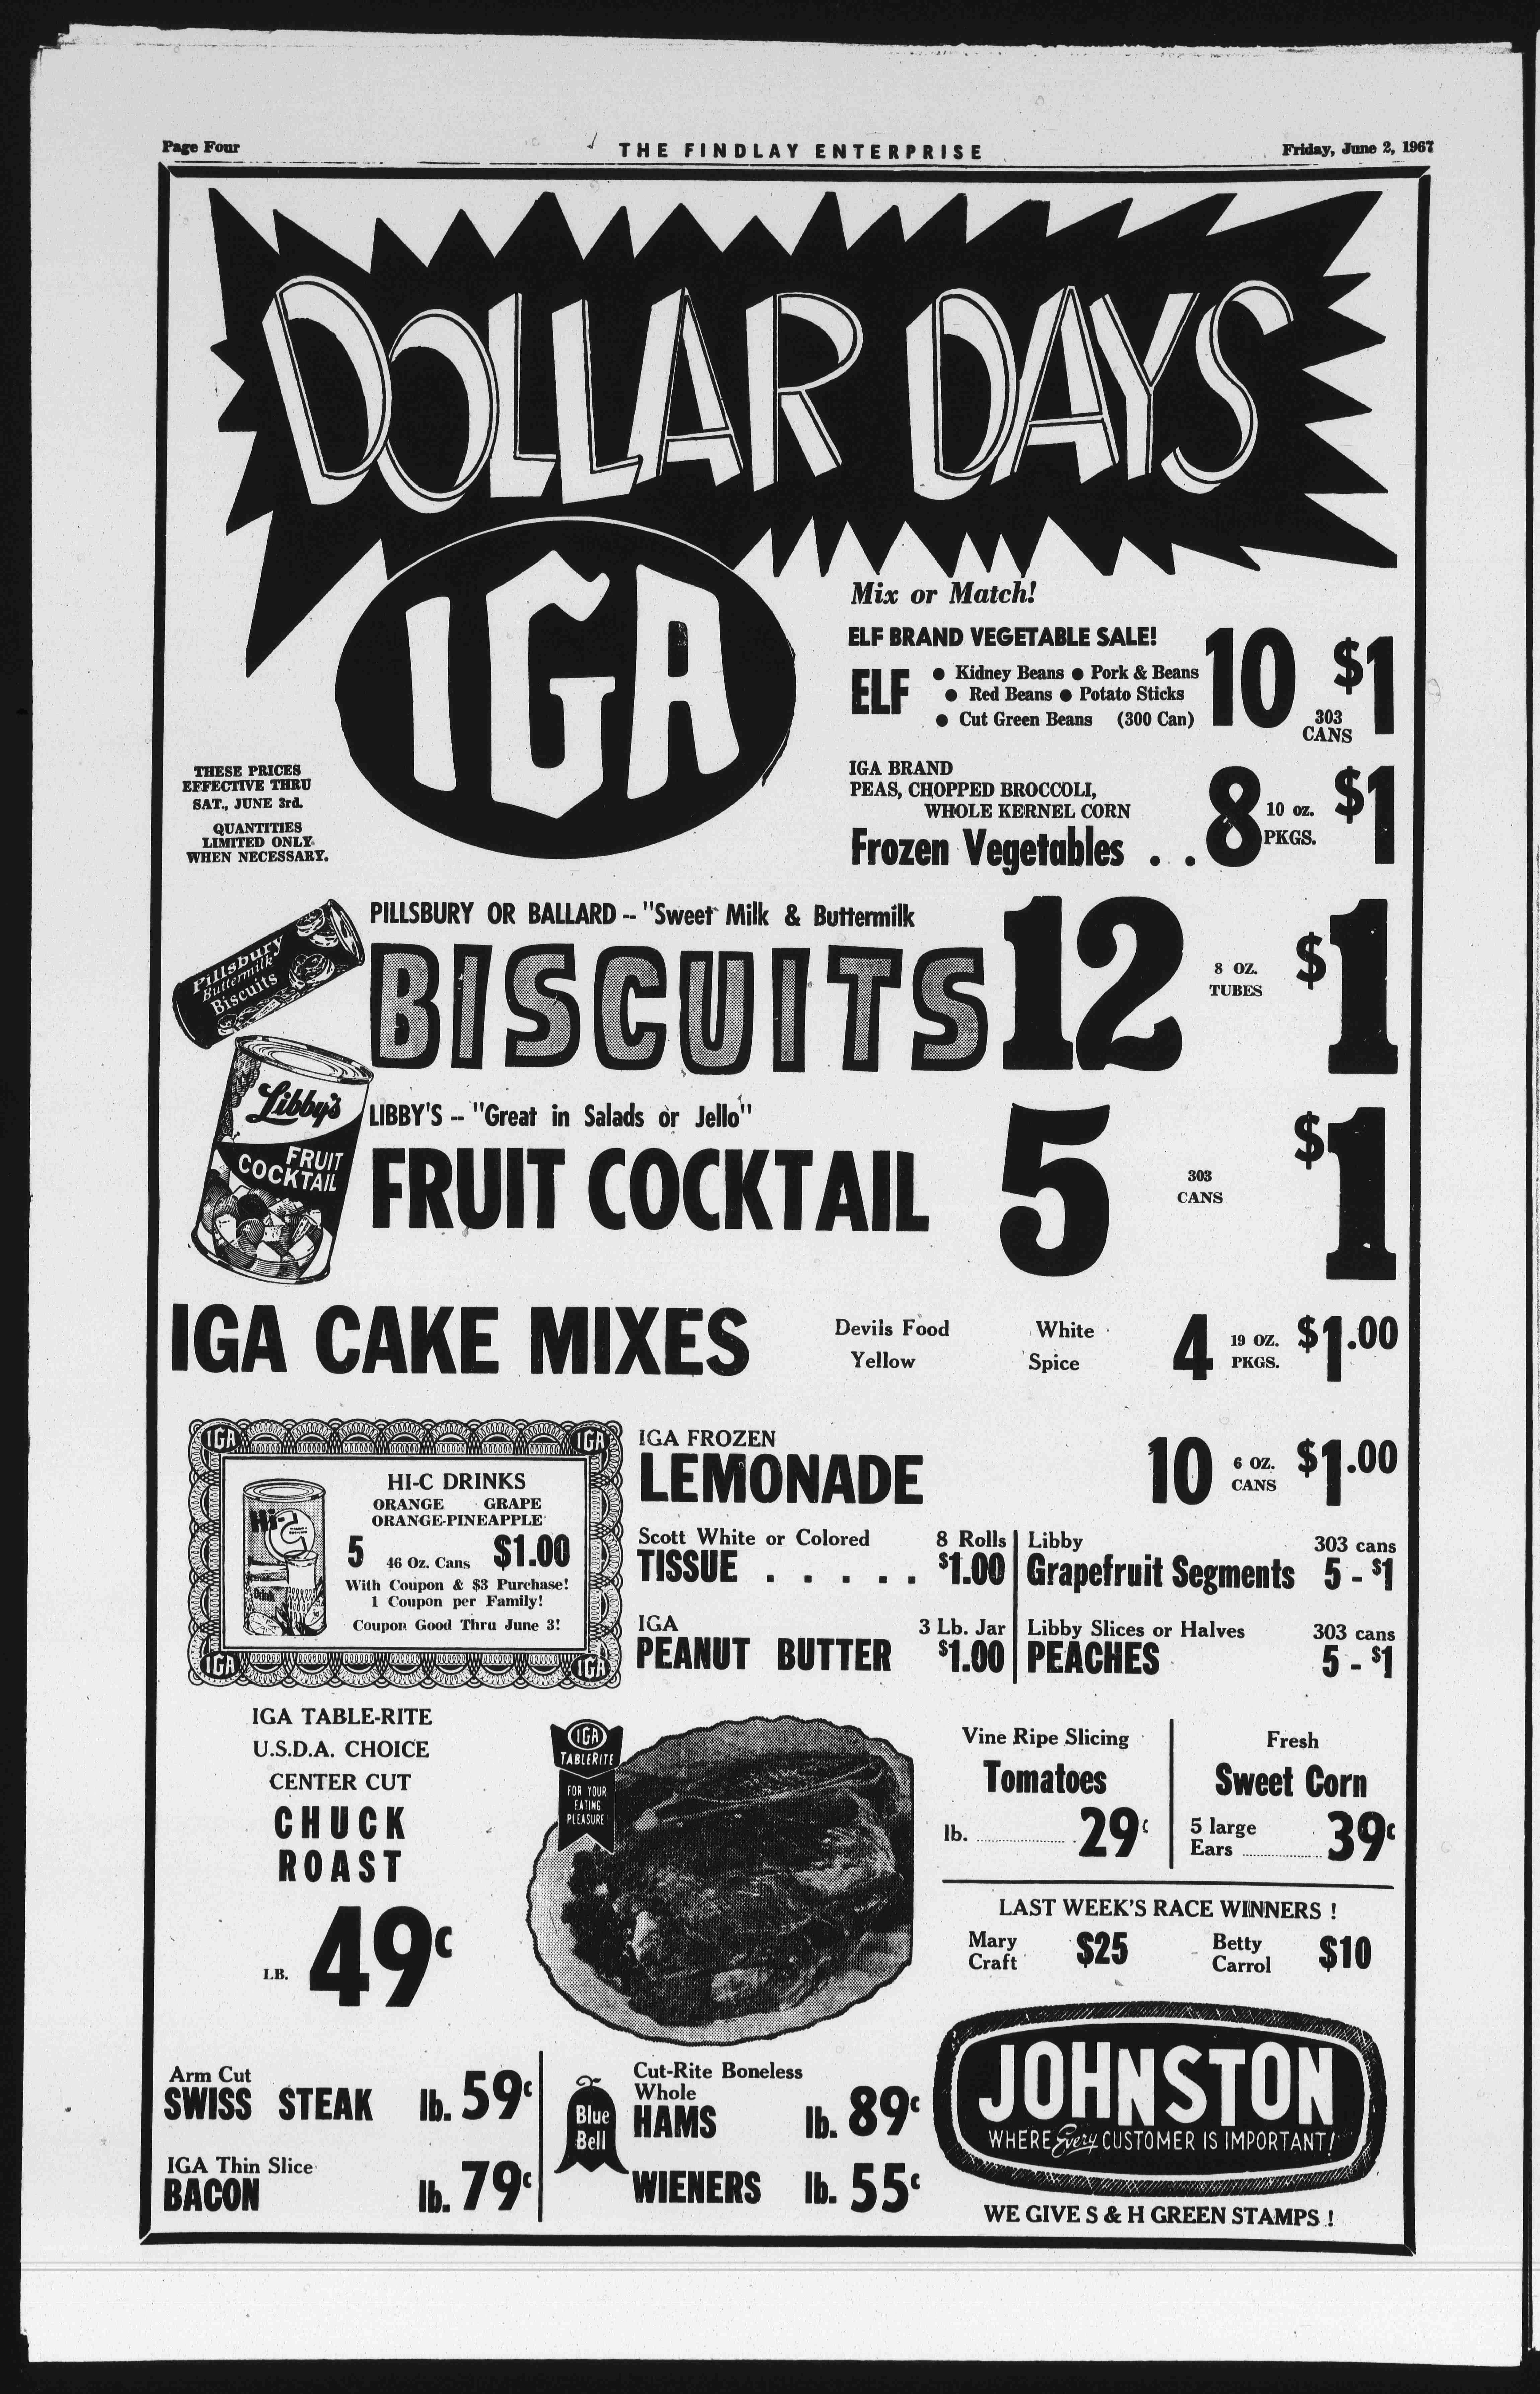 Page Four
THE FINDLAY ENTERPRISE
Friday, June 2, 1967
DOLLAR DAYS
IGA
THESE PRICES
EFFECTIVE THRU
SAT., JUNE 3rd.
QUANTITIES
LIMITED ONLY
WHEN NECESSARY.
Mix or Match!
ELF BRAND VEGETABLE SALE!
ELF
• Kidney Beans • Pork & Beans
• Red Beans • Potato Sticks
• Cut Green Beans (300 Can)
10 303 CANS $1
IGA BRAND
PEAS, CHOPPED BROCCOLI,
WHOLE KERNEL CORN
Frozen Vegetables . . 8 10 oz. PKGS. $1
Pillsbury
Buttermilk
Biscuits
PILLSBURY OR BALLARD -- "Sweet Milk & Buttermilk
BISCUITS 12 8 OZ. TUBES $1
Libby's
FRUIT
COCKTAIL
LIBBY'S -- "Great in Salads or Jello"
FRUIT COCKTAIL 5 303 CANS $1
IGA CAKE MIXES
Devils Food White
Yellow Spice
4 19 OZ. PKGS. $1.00
IGA IGA
Hi-C
Drink
HI-C DRINKS
ORANGE GRAPE
ORANGE-PINEAPPLE
5 46 Oz. Cans $1.00
With Coupon & $3 Purchase!
1 Coupon per Family!
Coupon Good Thru June 3!
IGA IGA
IGA FROZEN
LEMONADE 10 6 OZ. CANS $1.00
Scott White or Colored 8 Rolls
TISSUE . . . . . $1.00
IGA 3 Lb. Jar
PEANUT BUTTER $1.00
Libby 303 cans
Grapefruit Segments 5 - $1
Libby Slices or Halves 303 cans
PEACHES 5 - $1
IGA TABLE-RITE
U.S.D.A. CHOICE
CENTER CUT
CHUCK
ROAST
LB. 49c
IGA
TABLERITE
FOR YOUR
EATING
PLEASURE
Vine Ripe Slicing
Tomatoes
lb. 29c
Fresh
Sweet Corn
5 large
Ears 39c
LAST WEEK'S RACE WINNERS !
Mary
Craft $25
Betty
Carrol $10
Arm Cut
SWISS STEAK lb. 59c
IGA Thin Slice
BACON lb. 79c
Blue
Bell
Cut-Rite Boneless
Whole
HAMS lb. 89c
WIENERS lb. 55c
JOHNSTON
WHERE Every CUSTOMER IS IMPORTANT!
WE GIVE S & H GREEN STAMPS !